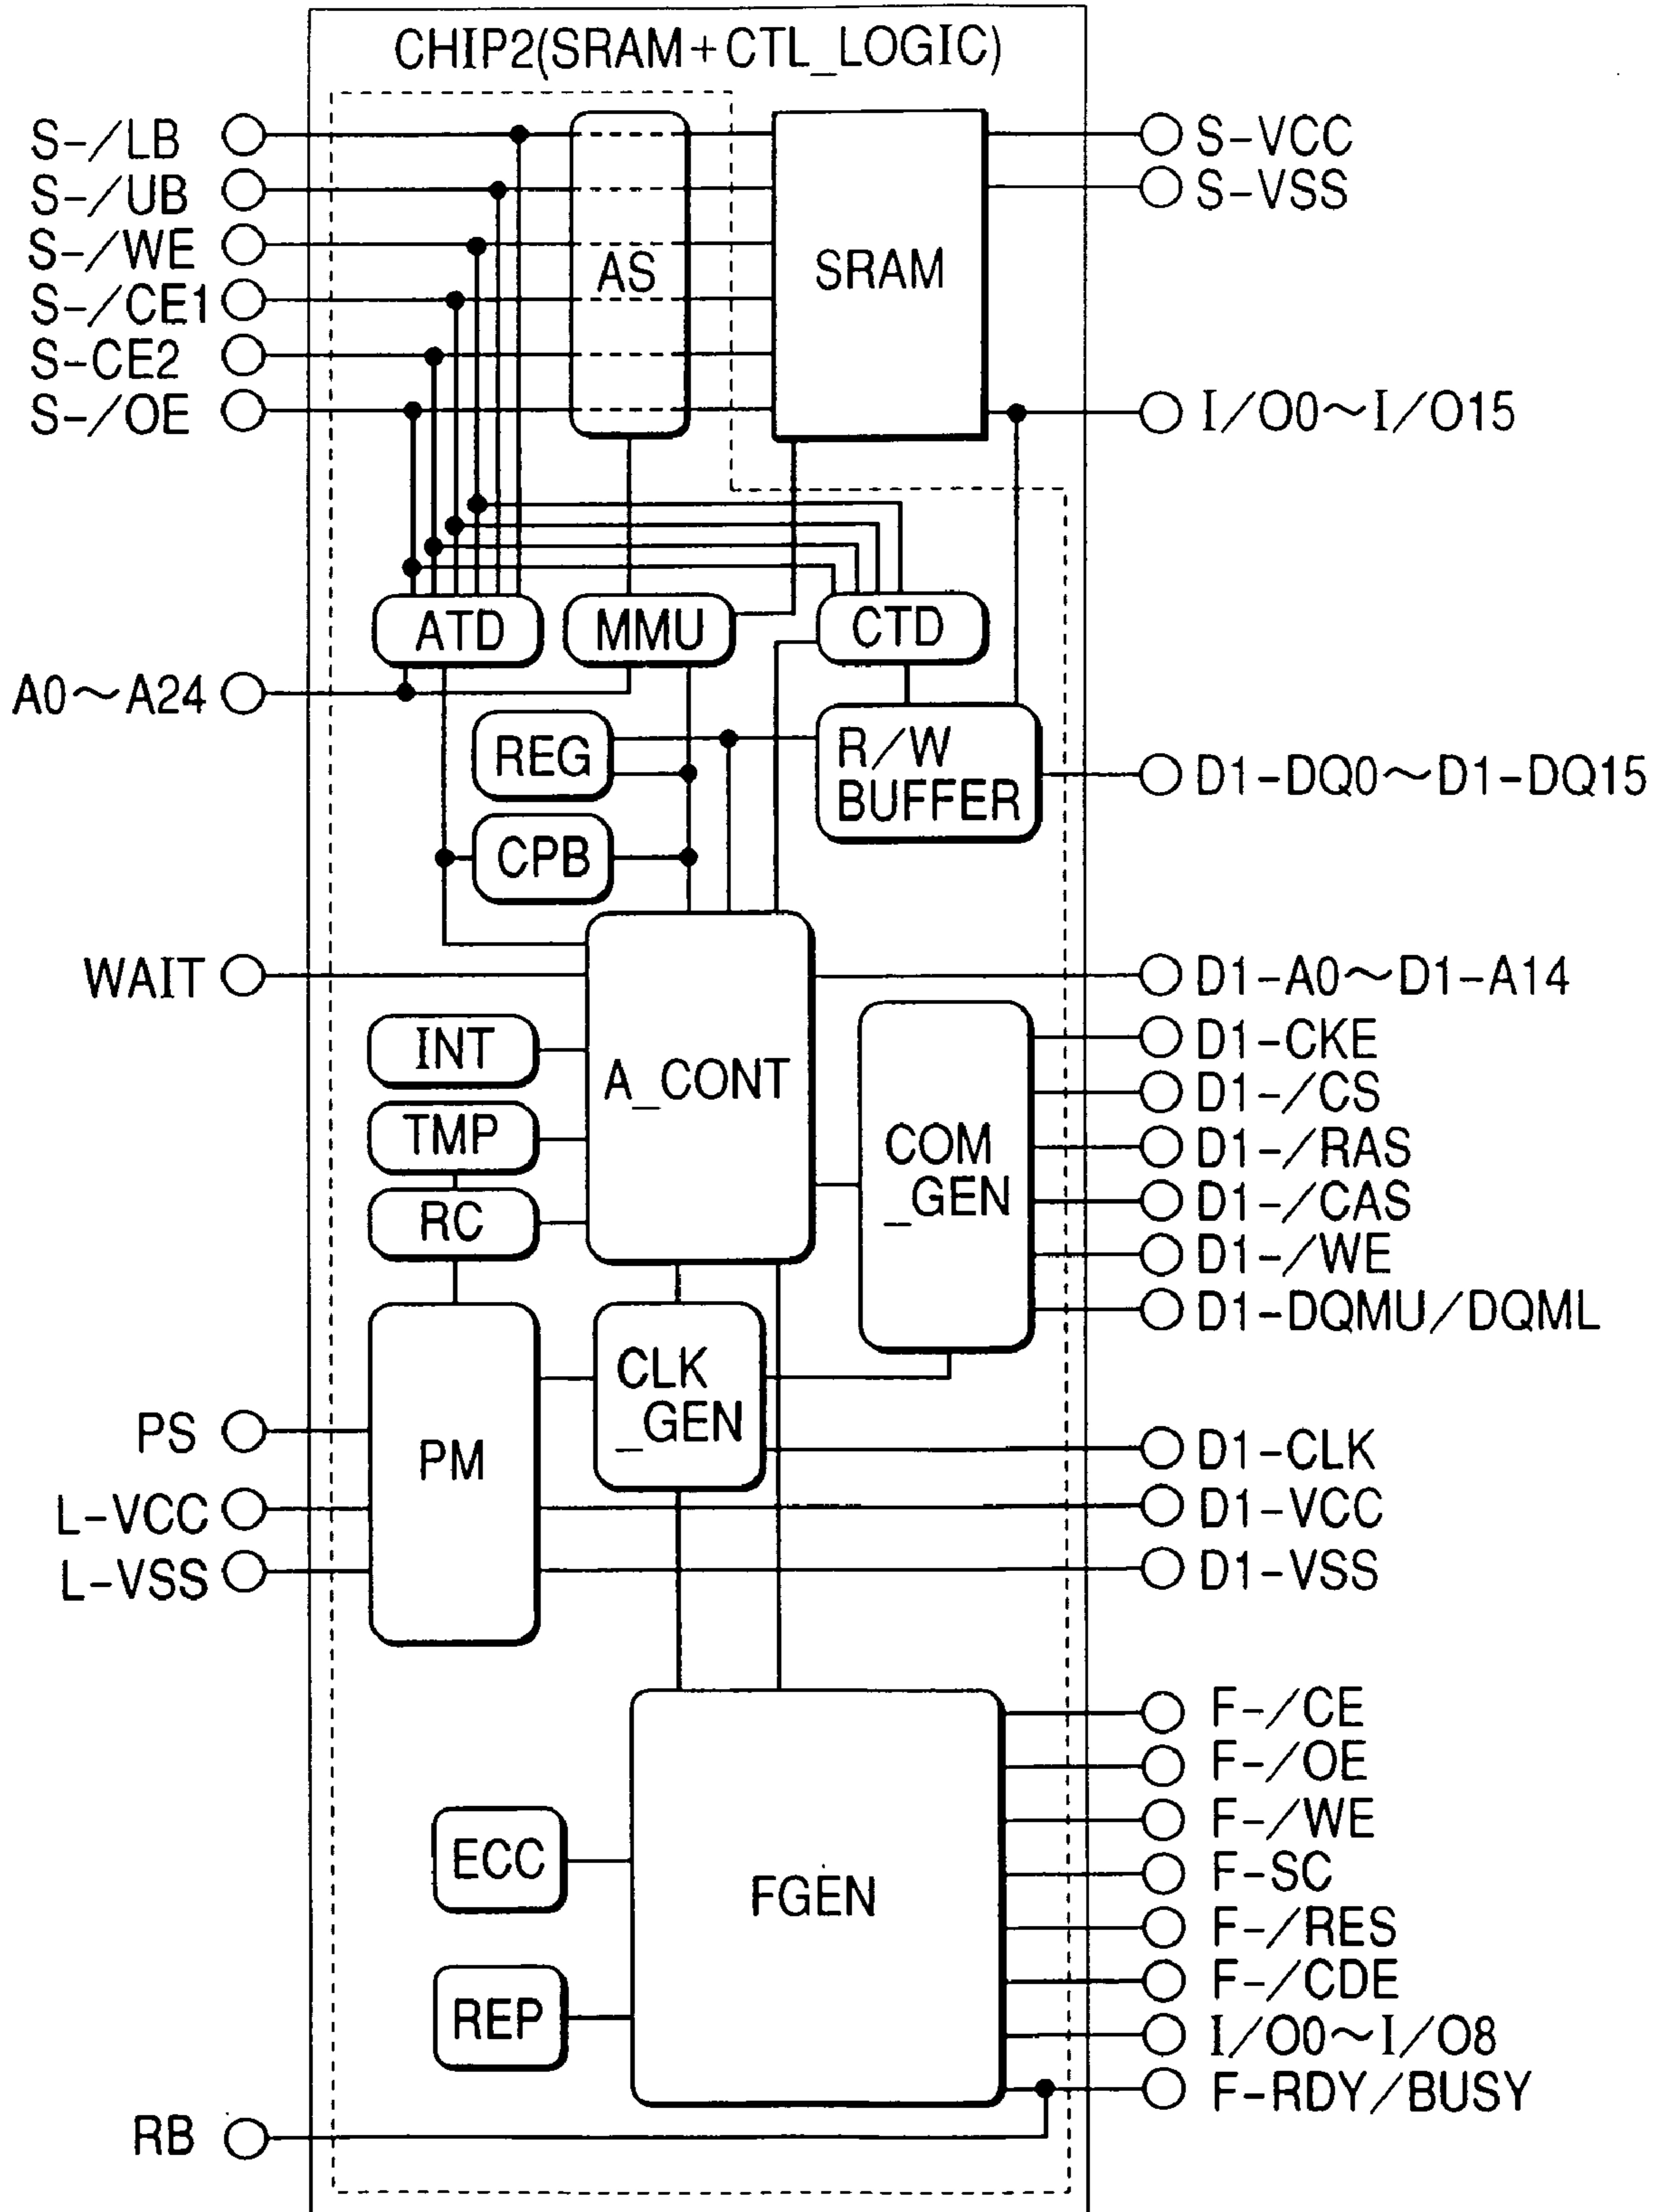 CHIP2(SRAM+CTL_LOGIC)
S-/LB
S-/UB
S-/WE
S-/CE1
S-CE2
S-/OE
AS
SRAM
S-VCC
S-VSS
I/O0～I/O15
ATD
MMU
CTD
A0～A24
REG
R/W
BUFFER
D1-DQ0～D1-DQ15
CPB
WAIT
A_CONT
D1-A0～D1-A14
INT
TMP
RC
COM
_GEN
D1-CKE
D1-/CS
D1-/RAS
D1-/CAS
D1-/WE
D1-DQMU/DQML
PS
L-VCC
L-VSS
PM
CLK
_GEN
D1-CLK
D1-VCC
D1-VSS
ECC
REP
FGEN
F-/CE
F-/OE
F-/WE
F-SC
F-/RES
F-/CDE
I/O0～I/O8
F-RDY/BUSY
RB